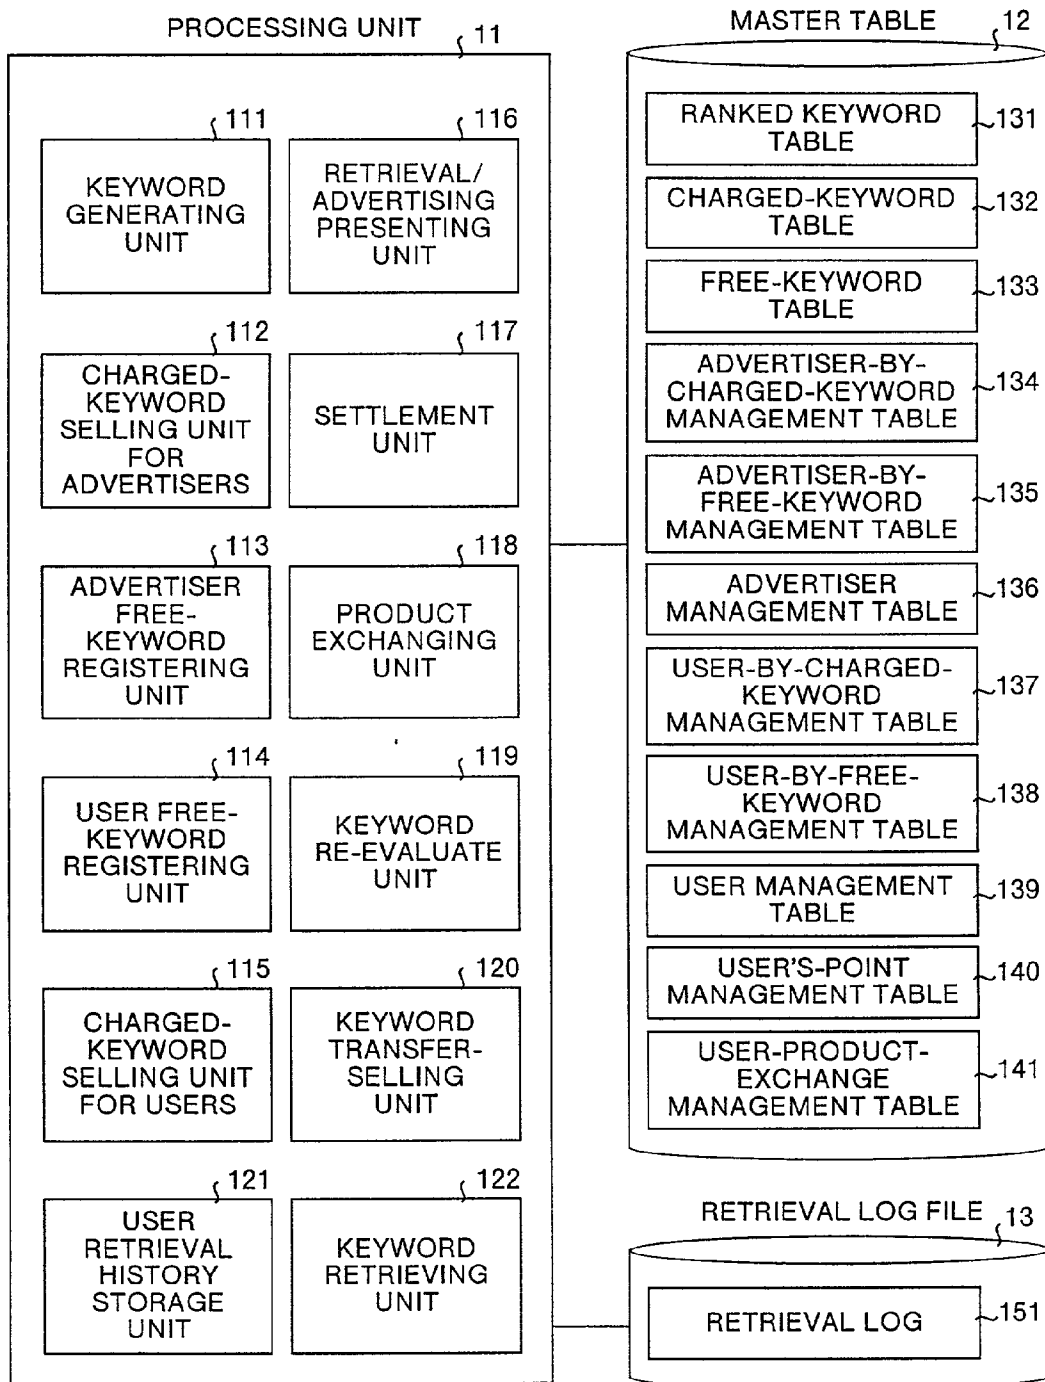 PROCESSING UNIT
11
111
KEYWORD
GENERATING
UNIT
116
RETRIEVAL/
ADVERTISING
PRESENTING
UNIT
112
CHARGED-
KEYWORD
SELLING UNIT
FOR
ADVERTISERS
117
SETTLEMENT
UNIT
113
ADVERTISER
FREE-
KEYWORD
REGISTERING
UNIT
118
PRODUCT
EXCHANGING
UNIT
114
USER FREE-
KEYWORD
REGISTERING
UNIT
119
KEYWORD
RE-EVALUATE
UNIT
115
CHARGED-
KEYWORD
SELLING UNIT
FOR USERS
120
KEYWORD
TRANSFER-
SELLING
UNIT
121
USER
RETRIEVAL
HISTORY
STORAGE
UNIT
122
KEYWORD
RETRIEVING
UNIT
MASTER TABLE
12
RANKED KEYWORD
TABLE
131
CHARGED-KEYWORD
TABLE
132
FREE-KEYWORD
TABLE
133
ADVERTISER-BY-
CHARGED-KEYWORD
MANAGEMENT TABLE
134
ADVERTISER-BY-
FREE-KEYWORD
MANAGEMENT TABLE
135
ADVERTISER
MANAGEMENT TABLE
136
USER-BY-CHARGED-
KEYWORD
MANAGEMENT TABLE
137
USER-BY-FREE-
KEYWORD
MANAGEMENT TABLE
138
USER MANAGEMENT
TABLE
139
USER'S-POINT
MANAGEMENT TABLE
140
USER-PRODUCT-
EXCHANGE
MANAGEMENT TABLE
141
RETRIEVAL LOG FILE
13
RETRIEVAL LOG
151